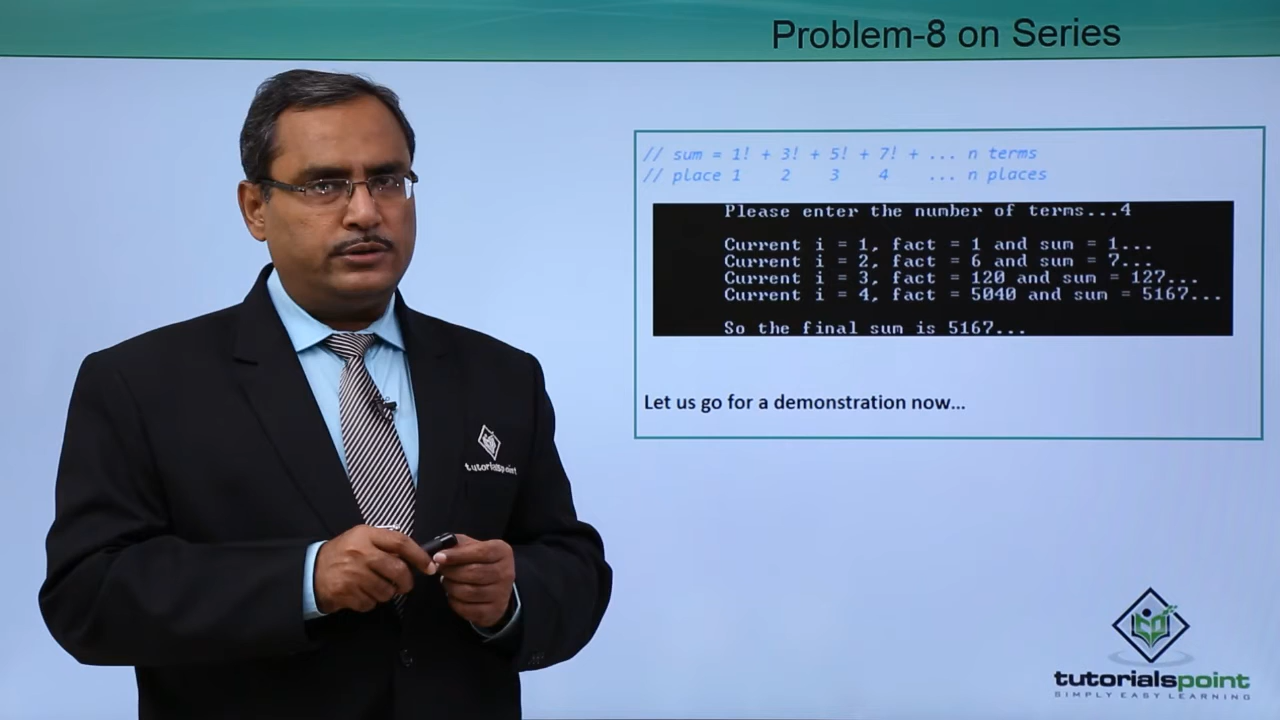 Problem-8 on Series
// sum = 1! + 3! + 5! + 7! + ... n terms
// place 1 2 3 4 ... n places
Please enter the number of terms...4
Current i = 1, fact = 1 and sum = 1...
Current i = 2, fact = 6 and sum = 7...
Current i = 3, fact = 120 and sum = 127...
Current i = 4, fact = 5040 and sum = 5167...
So the final sum is 5167...
Let us go for a demonstration now...
tutorialspoint
tutorialspoint
SIMPLY EASY LEARNING